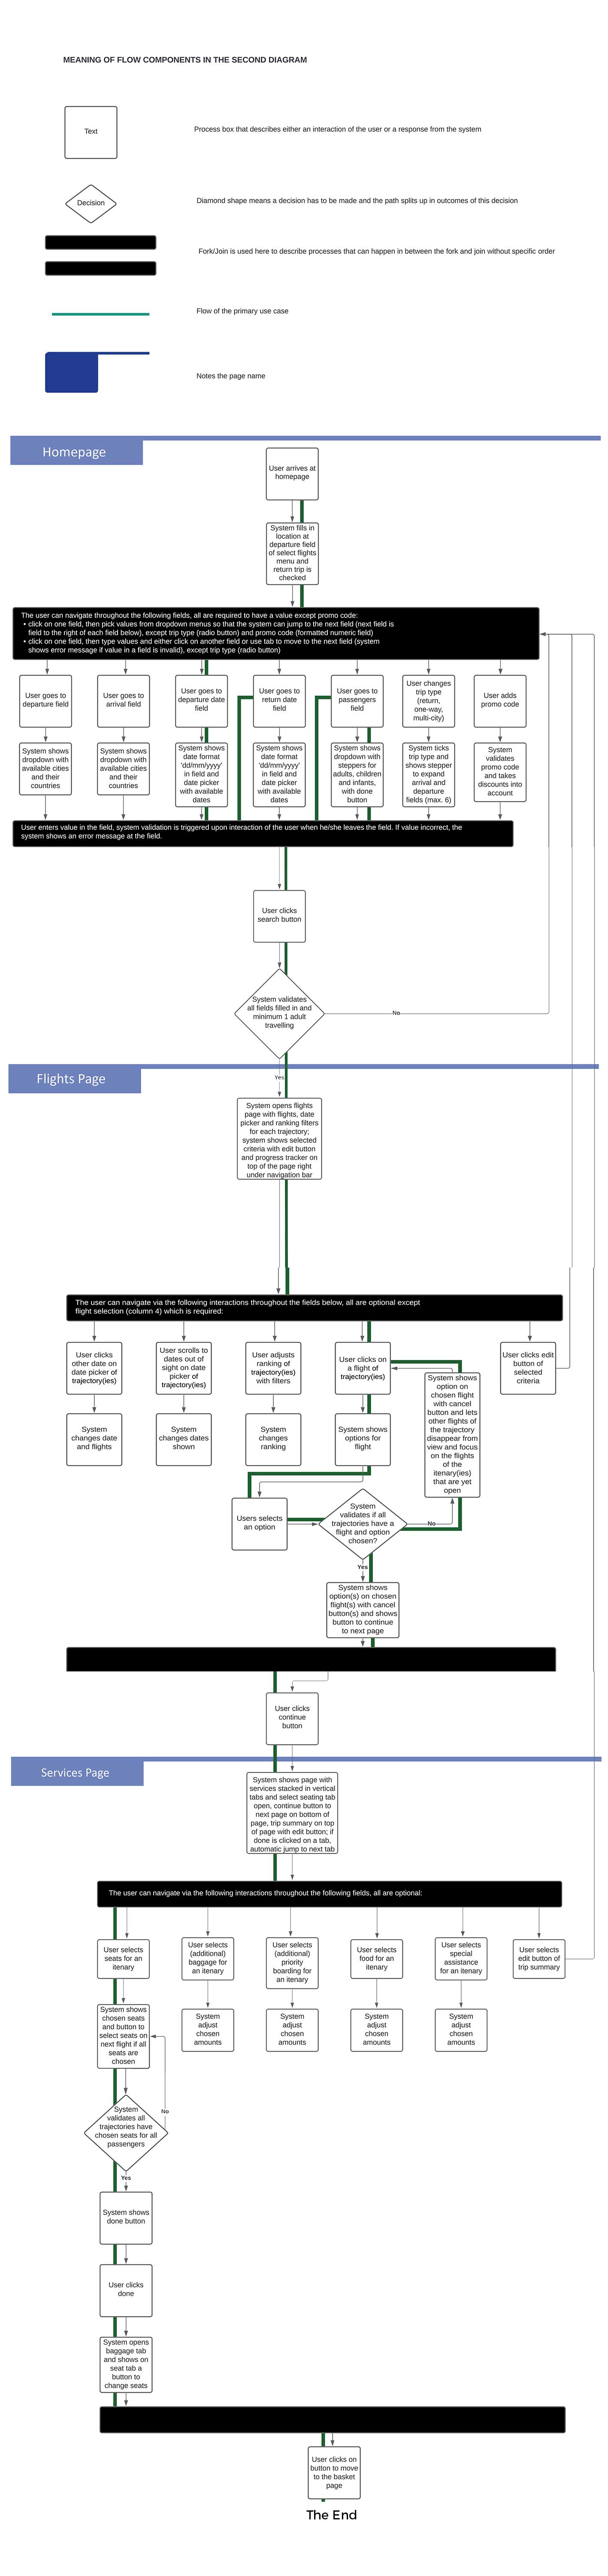 MEANING OF FLOW COMPONENTS IN THE SECOND DIAGRAM
Text
Process box that describes either an interaction of the user or a response from the system
Decision
Diamond shape means a decision has to be made and the path splits up in outcomes of this decision
Fork/Join is used here to describe processes that can happen in between the fork and join without specific order
Flow of the primary use case
Notes the page name
Homepage
User arrives at
homepage
System fills in
location at
departure field
of select flights
menu and
return trip is
checked
The user can navigate throughout the following fields, all are required to have a value except promo code:
• click on one field, then pick values from dropdown menus so that the system can jump to the next field (next field is
field to the right of each field below), except trip type (radio button) and promo code (formatted numeric field)
• click on one field, then type values and either click on another field or use tab to move to the next field (system
shows error message if value in a field is invalid), except trip type (radio button)
User goes to
departure field
User goes to
arrival field
User goes to
departure date
field
User goes to
return date
field
User goes to
passengers
field
User changes
trip type
(return,
one-way,
multi-city)
User adds
promo code
System shows
dropdown with
available cities
and their
countries
System shows
dropdown with
available cities
and their
countries
System shows
date format
'dd/mm/yyyy'
in field and
date picker
with available
dates
System shows
date format
'dd/mm/yyyy'
in field and
date picker
with available
dates
System shows
dropdown with
steppers for
adults, children
and infants,
with done
button
System ticks
trip type and
shows stepper
to expand
arrival and
departure
fields (max. 6)
System
validates
promo code
and takes
discounts into
account
User enters value in the field, system validation is triggered upon interaction of the user when he/she leaves the field. If value incorrect, the
system shows an error message at the field.
User clicks
search button
System validates
all fields filled in and
minimum 1 adult
travelling
No
Flights Page
Yes
System opens flights
page with flights, date
picker and ranking filters
for each trajectory;
system shows selected
criteria with edit button
and progress tracker on
top of the page right
under navigation bar
The user can navigate via the following interactions throughout the fields below, all are optional except
flight selection (column 4) which is required:
User clicks
other date on
date picker of
trajectory(ies)
User scrolls to
dates out of
sight on date
picker of
trajectory(ies)
User adjusts
ranking of
trajectory(ies)
with filters
User clicks on
a flight of
trajectory(ies)
User clicks edit
button of
selected
criteria
System shows
option on
chosen flight
with cancel
button and lets
other flights of
the trajectory
disappear from
view and focus
on the flights
of the
itenary(ies)
that are yet
open
System
changes date
and flights
System
changes dates
shown
System
changes
ranking
System shows
options for
flight
Users selects
an option
System
validates if all
trajectories have a
flight and option
chosen?
No
Yes
System shows
option(s) on chosen
flight(s) with cancel
button(s) and shows
button to continue
to next page
User clicks
continue
button
Services Page
System shows page with
services stacked in vertical
tabs and select seating tab
open, continue button to
next page on bottom of
page, trip summary on top
of page with edit button; if
done is clicked on a tab,
automatic jump to next tab
The user can navigate via the following interactions throughout the following fields, all are optional:
User selects
seats for an
itenary
User selects
(additional)
baggage for
an itenary
User selects
(additional)
priority
boarding for
an itenary
User selects
food for an
itenary
User selects
special
assistance
for an itenary
User selects
edit button of
trip summary
System shows
chosen seats
and button to
select seats on
next flight if all
seats are
chosen
System
adjust
chosen
amounts
System
adjust
chosen
amounts
System
adjust
chosen
amounts
System
adjust
chosen
amounts
No
System
validates all
trajectories have
chosen seats for all
passengers
Yes
System shows
done button
User clicks
done
System opens
baggage tab
and shows on
seat tab a
button to
change seats
User clicks on
button to move
to the basket
page
The End